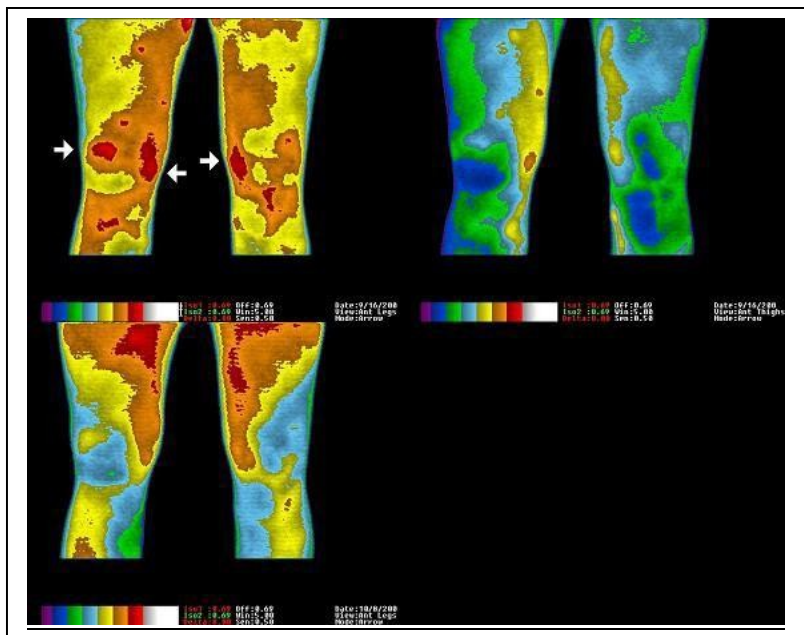 Iso1 :0.69 Off:0.69 Date:9/16/200
Iso2 :0.69 Win:5.00 View:Ant Legs
Delta:0.00 Sen:0.50 Mode:Arrow
Iso1 :0.69 Off:0.69 Date:9/16/200
Iso2 :0.69 Win:5.00 View:Ant Thighs
Delta:0.00 Sen:0.50 Mode:Arrow
Iso1 :0.69 Off:0.69 Date:10/8/200
Iso2 :0.69 Win:5.00 View:Ant Legs
Delta:0.00 Sen:0.50 Mode:Arrow